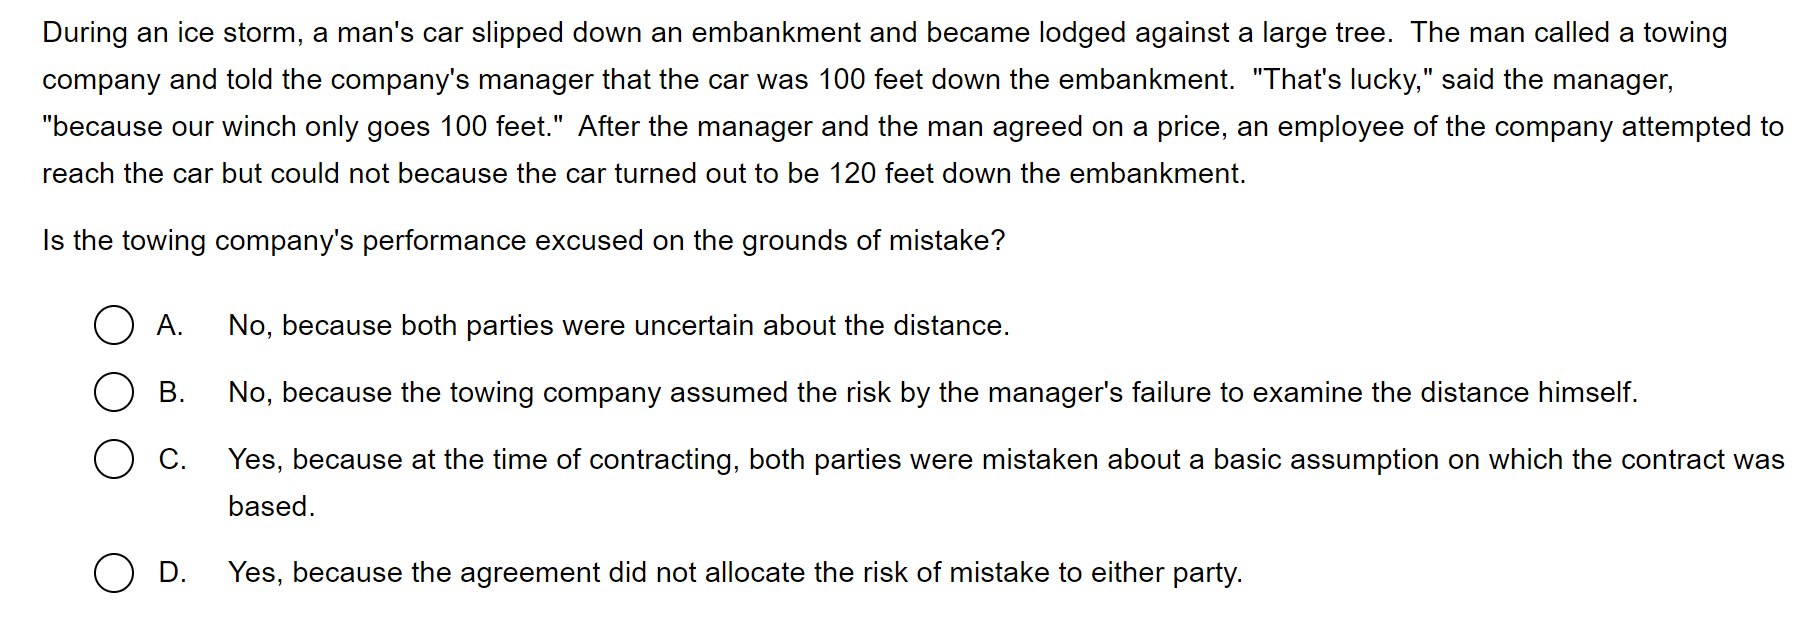 During an ice storm, a man's car slipped down an embankment and became lodged against a large tree.  The man called a towing
company and told the company's manager that the car was 100 feet down the embankment.  "That's lucky," said the manager,
"because our winch only goes 100 feet."  After the manager and the man agreed on a price, an employee of the company attempted to
reach the car but could not because the car turned out to be 120 feet down the embankment.
Is the towing company's performance excused on the grounds of mistake?
A. No, because both parties were uncertain about the distance.
B. No, because the towing company assumed the risk by the manager's failure to examine the distance himself.
C. Yes, because at the time of contracting, both parties were mistaken about a basic assumption on which the contract was
based.
D. Yes, because the agreement did not allocate the risk of mistake to either party.